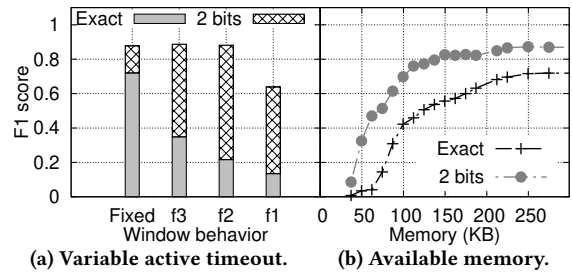 Exact 2 bits
F1 score
1
0.8
0.6
0.4
0.2
0
Fixed f3 f2 f1
Window behavior
(a) Variable active timeout.
Exact
2 bits
0 50 100 150 200 250
Memory (KB)
(b) Available memory.